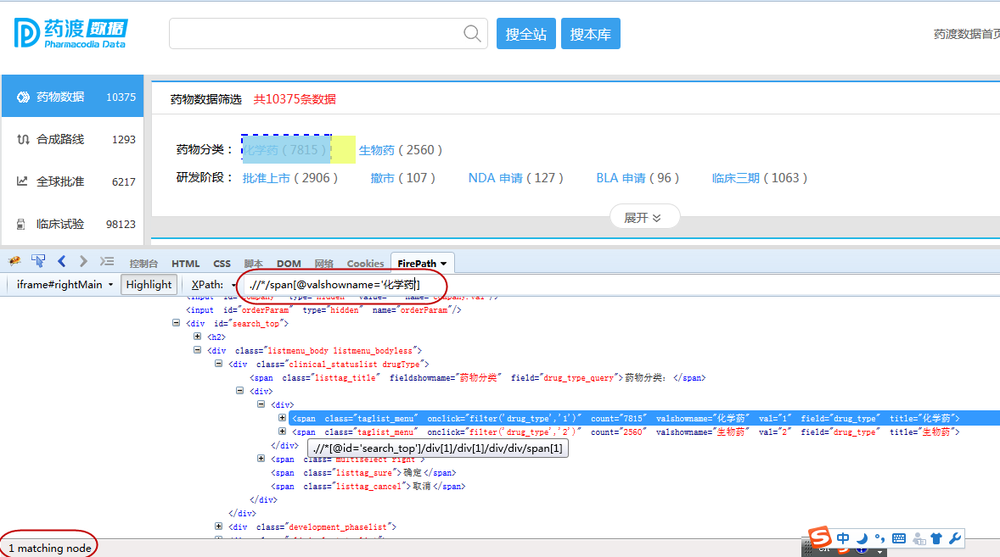 药渡数据
Pharmacodia Data
搜全站 搜本库
药渡数据首页
药物数据 10375
合成路线 1293
全球批准 6217
临床试验 98123
药物数据筛选 共10375条数据
药物分类： 化学药 ( 7815 ) 生物药 ( 2560 )
研发阶段： 批准上市 ( 2906 ) 撤市 ( 107 ) NDA 申请 ( 127 ) BLA 申请 ( 96 ) 临床三期 ( 1063 )
展开
控制台 HTML CSS 脚本 DOM 网络 Cookies FirePath
iframe#rightMain Highlight XPath: .//*/span[@valshowname='化学药']
<input id="company" type="hidden" value="" name="company.val"/>
<input id="orderParam" type="hidden" name="orderParam"/>
<div id="search_top">
<h2>
<div class="listmenu_body listmenu_bodyless">
<div class="clinical_statuslist drugType">
<span class="listtag_title" fieldshowname="药物分类" field="drug_type_query">药物分类：</span>
<div>
<div>
<span class="taglist_menu" onclick="filter('drug_type','1')" count="7815" valshowname="化学药" val="1" field="drug_type" title="化学药">
<span class="taglist_menu" onclick="filter('drug_type','2')" count="2560" valshowname="生物药" val="2" field="drug_type" title="生物药">
</div>
.//*[@id='search_top']/div[1]/div[1]/div/div/span[1]
<span class="multiselect right">
<span class="listtag_sure">确定</span>
<span class="listtag_cancel">取消</span>
</div>
</div>
<div class="development_phaselist">
1 matching node
中